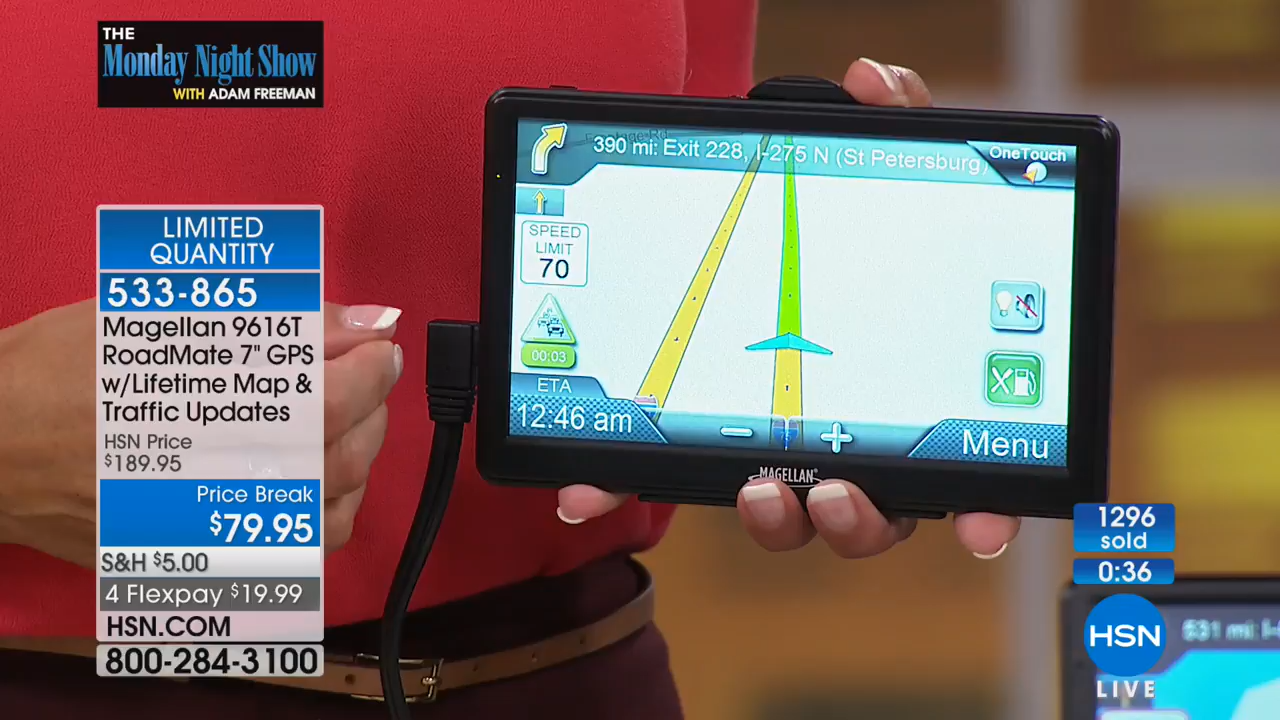 THE
Monday Night Show
WITH ADAM FREEMAN
LIMITED
QUANTITY
533-865
Magellan 9616T
RoadMate 7" GPS
w/Lifetime Map &
Traffic Updates
HSN Price
$189.95
Price Break
$79.95
S&H $5.00
4 Flexpay $19.99
HSN.COM
800-284-3100
390 mi: Exit 228, I-275 N (St Petersburg)
OneTouch
SPEED
LIMIT
70
00:03
ETA
12:46 am
Menu
MAGELLAN
1296
sold
0:36
HSN
LIVE
531 mi: